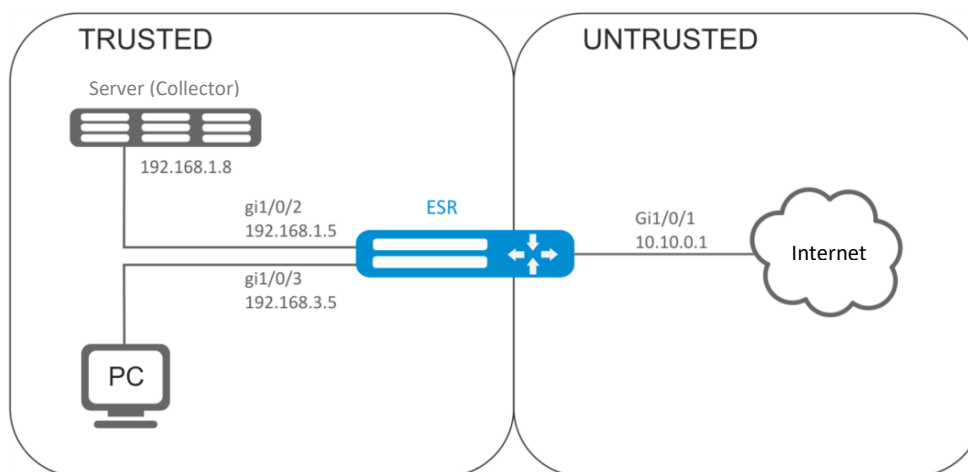 TRUSTED
UNTRUSTED
Server (Collector)
192.168.1.8
gi1/0/2
192.168.1.5
ESR
gi1/0/3
192.168.3.5
Gi1/0/1
10.10.0.1
Internet
PC